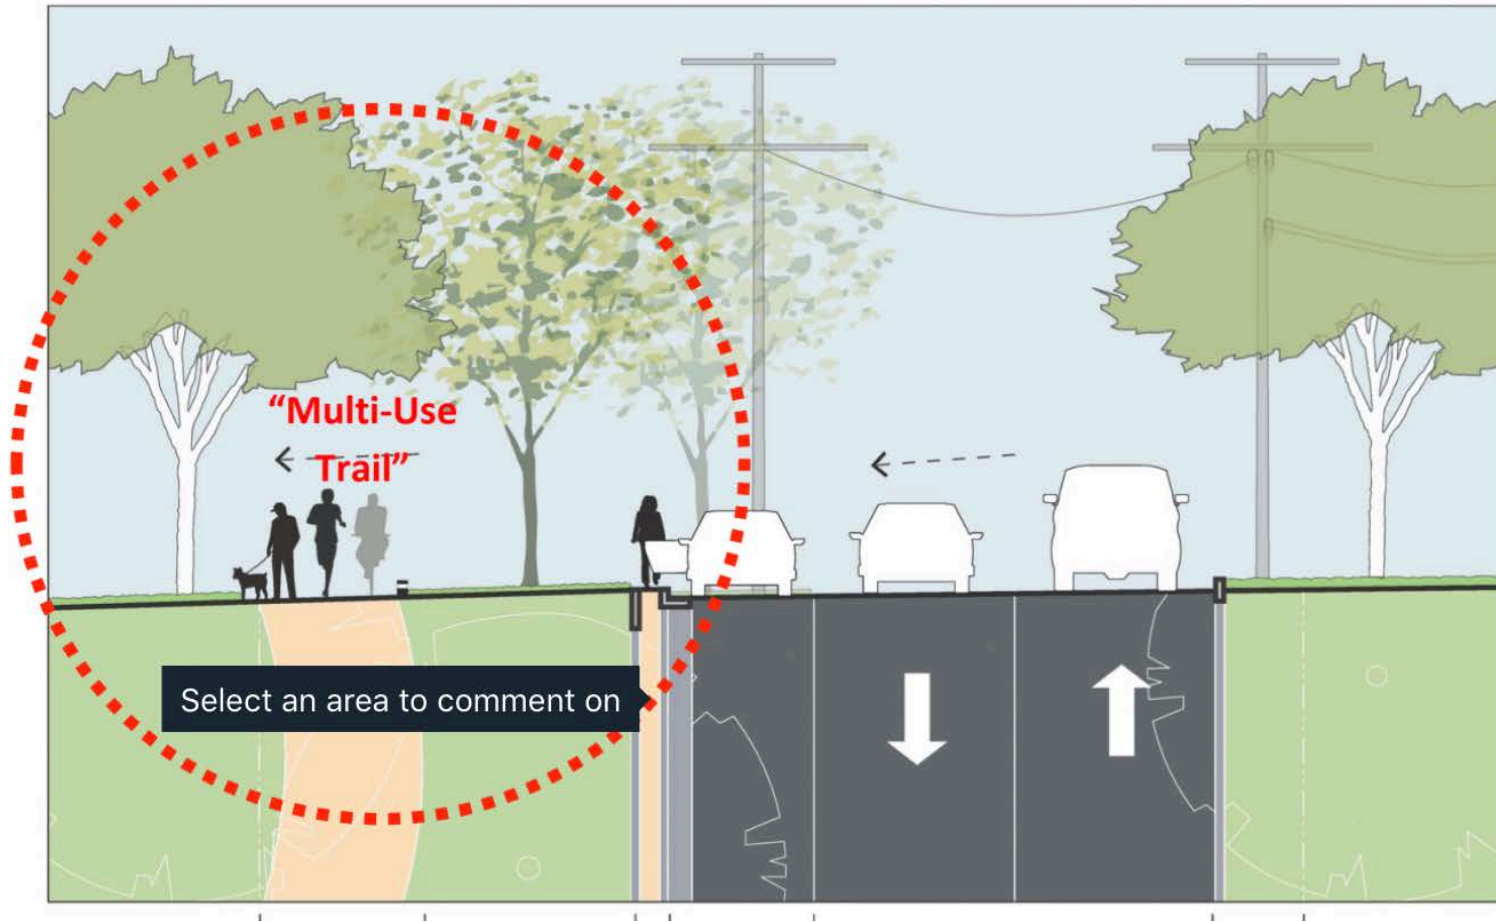 “Multi-Use
Trail”
Select an area to comment on